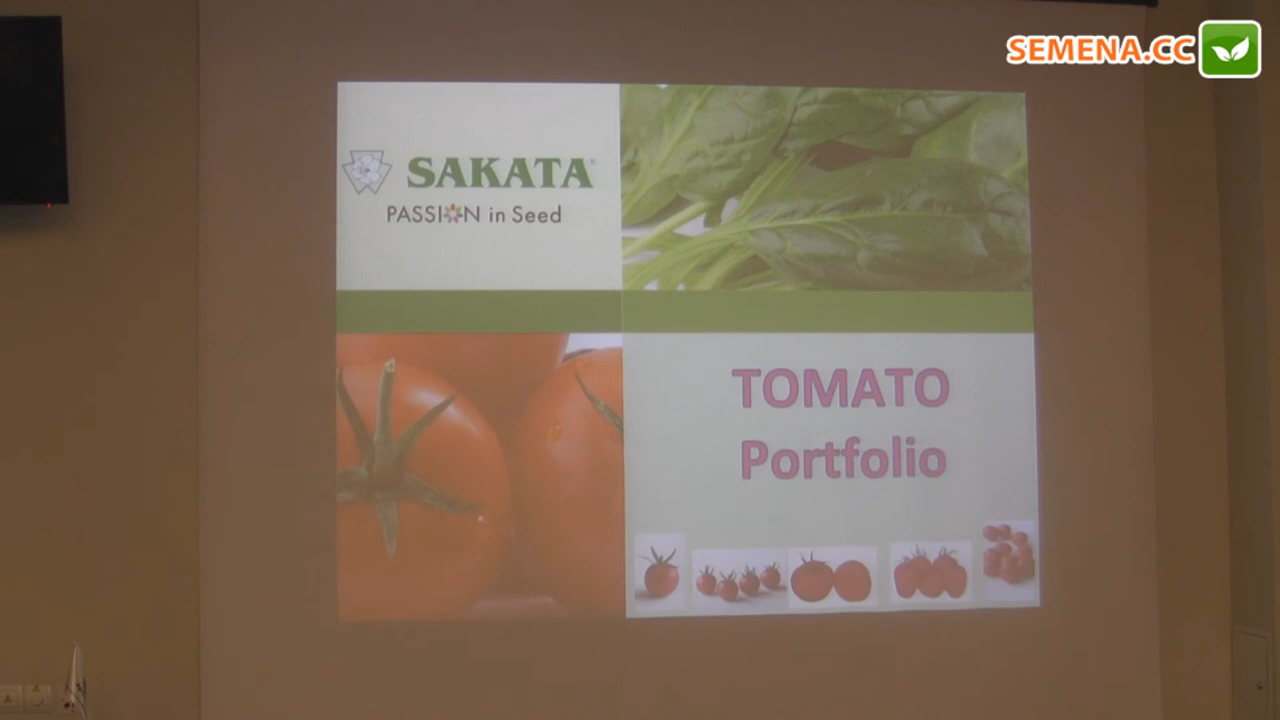 SEMENA.CC
SAKATA®
PASSION in Seed
TOMATO
Portfolio